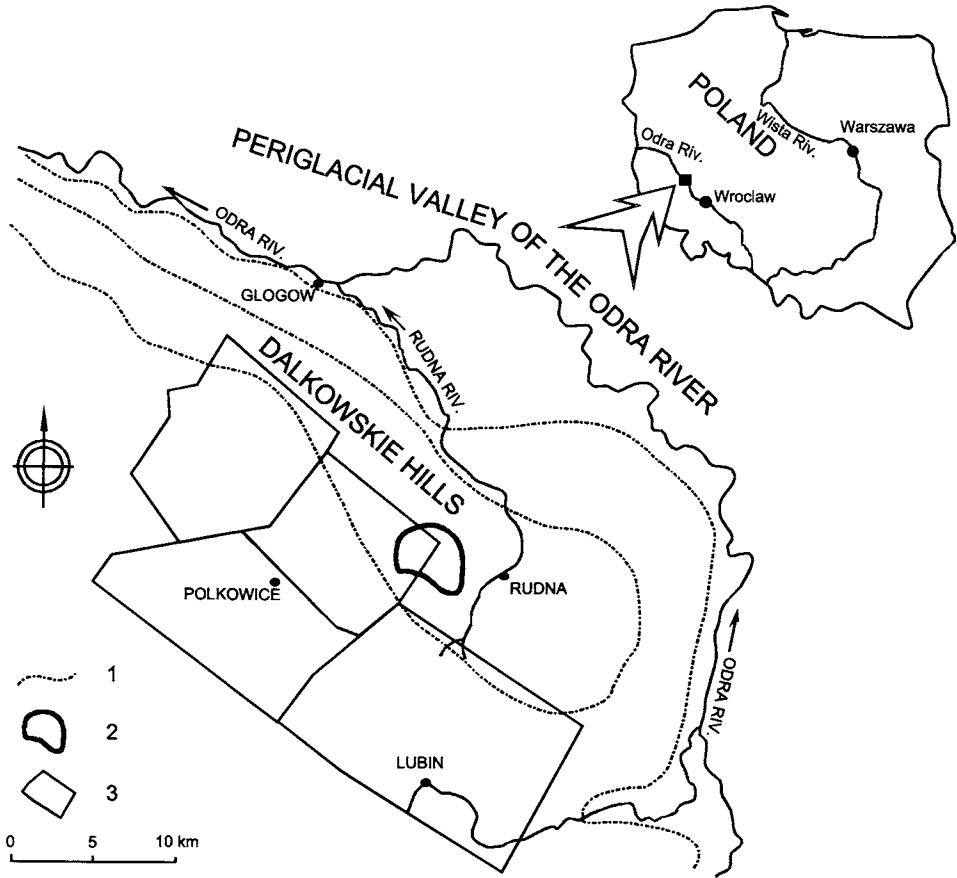 POLAND
Wista Riv.
Warszawa
Odra Riv.
Wroclaw
PERIGLACIAL VALLEY OF THE ODRA RIVER
ODRA RIV.
GLOGOW
RUDNA RIV.
DALKOWSKIE HILLS
POLKOWICE
RUDNA
ODRA RIV.
LUBIN
1
2
3
0 5 10 km